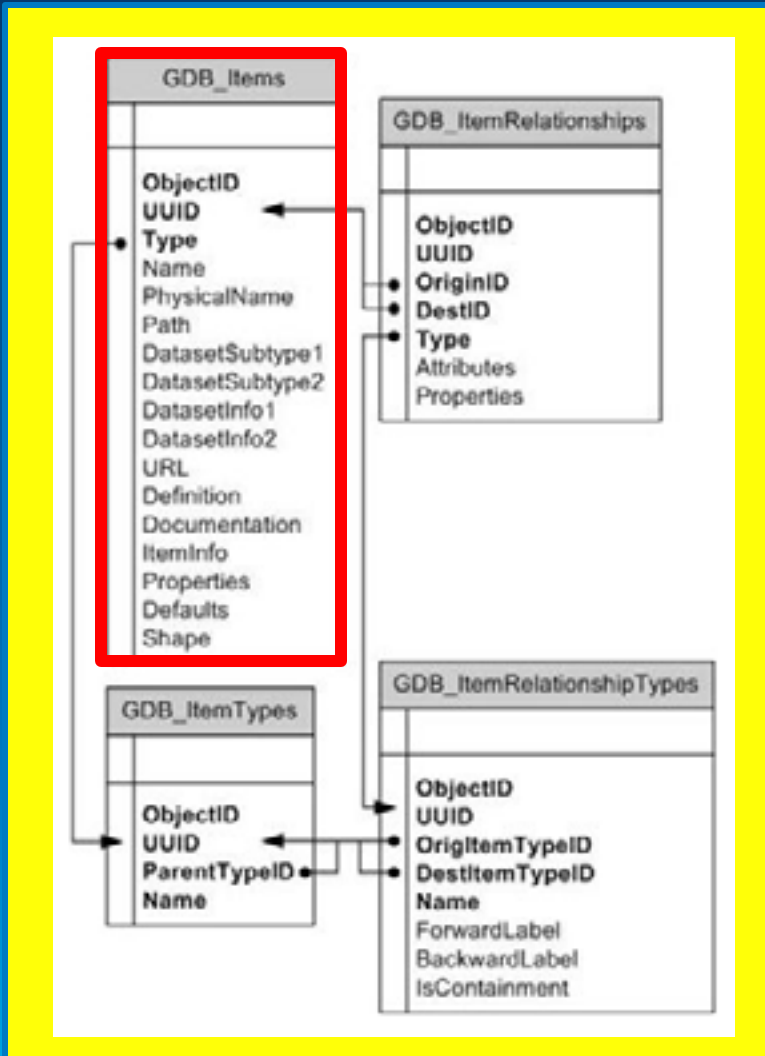 GDB_Items
ObjectID
UUID
Type
Name
PhysicalName
Path
DatasetSubtype1
DatasetSubtype2
DatasetInfo1
DatasetInfo2
URL
Definition
Documentation
ItemInfo
Properties
Defaults
Shape
GDB_ItemRelationships
ObjectID
UUID
OriginID
DestID
Type
Attributes
Properties
GDB_ItemTypes
ObjectID
UUID
ParentTypeID
Name
GDB_ItemRelationshipTypes
ObjectID
UUID
OrigItemTypeID
DestItemTypeID
Name
ForwardLabel
BackwardLabel
IsContainment